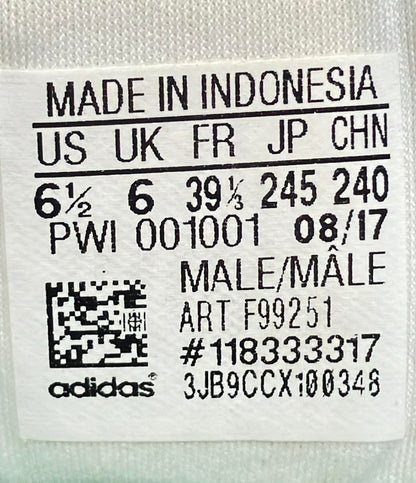 MADE IN INDONESIA
US UK FR JP CHN
6½ 6 39⅓ 245 240
PWI 001001 08/17
MALE/MÂLE
ART F99251
#118333317
adidas 3JB9CCX100348